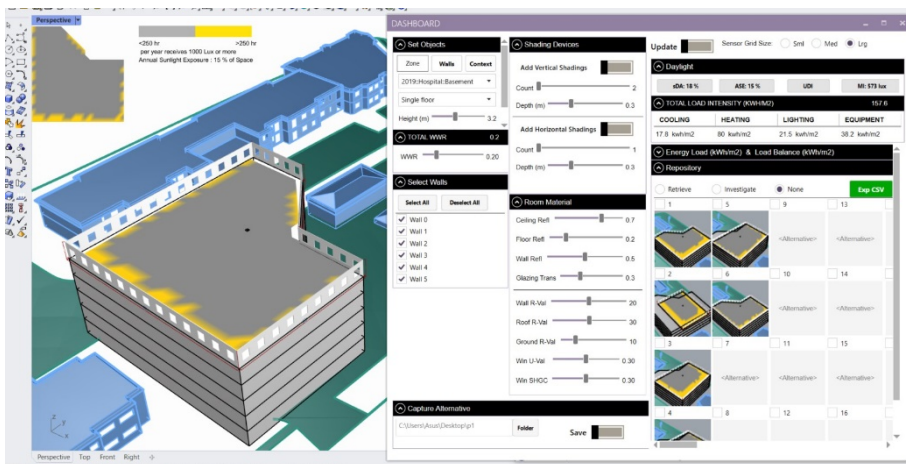 Perspective
<250 hr >250 hr
per year receives 1000 Lux or more
Annual Sunlight Exposure : 15 % of Space
Perspective Top Front Right
DASHBOARD
Set Objects
Zone Walls Context
2019::Hospital:Basement
Single floor
Height (m) 3.2
TOTAL WWR 0.2
WWR 0.20
Select Walls
Select All Deselect All
Wall 0
Wall 1
Wall 2
Wall 3
Wall 4
Wall 5
Shading Devices
Add Vertical Shadings
Count 2
Depth (m) 0.3
Add Horizontal Shadings
Count 1
Depth (m) 0.3
Room Material
Ceiling Refl 0.7
Floor Refl 0.2
Wall Refl 0.5
Glazing Trans 0.3
Wall R-Val 20
Roof R-Val 30
Ground R-Val 10
Win U-Val 0.30
Win SHGC 0.30
Capture Alternative
C:\Users\Asus\Desktop\p1 Folder Save
Update Sensor Grid Size: Sml Med Lrg
Daylight
sDA: 18 % ASE: 15 % UDI MI: 573 lux
TOTAL LOAD INTENSITY (KWH/M2) 157.6
COOLING HEATING LIGHTING EQUIPMENT
17.8 kwh/m2 80 kwh/m2 21.5 kwh/m2 38.2 kwh/m2
Energy Load (kWh/m2) & Load Balance (kWh/m2)
Repository
Retrieve Investigate None Exp CSV
1 5 9 13
<Alternative> <Alternative>
2 6 10 14
<Alternative> <Alternative>
3 7 11 15
<Alternative> <Alternative> <Alternative>
4 8 12 16